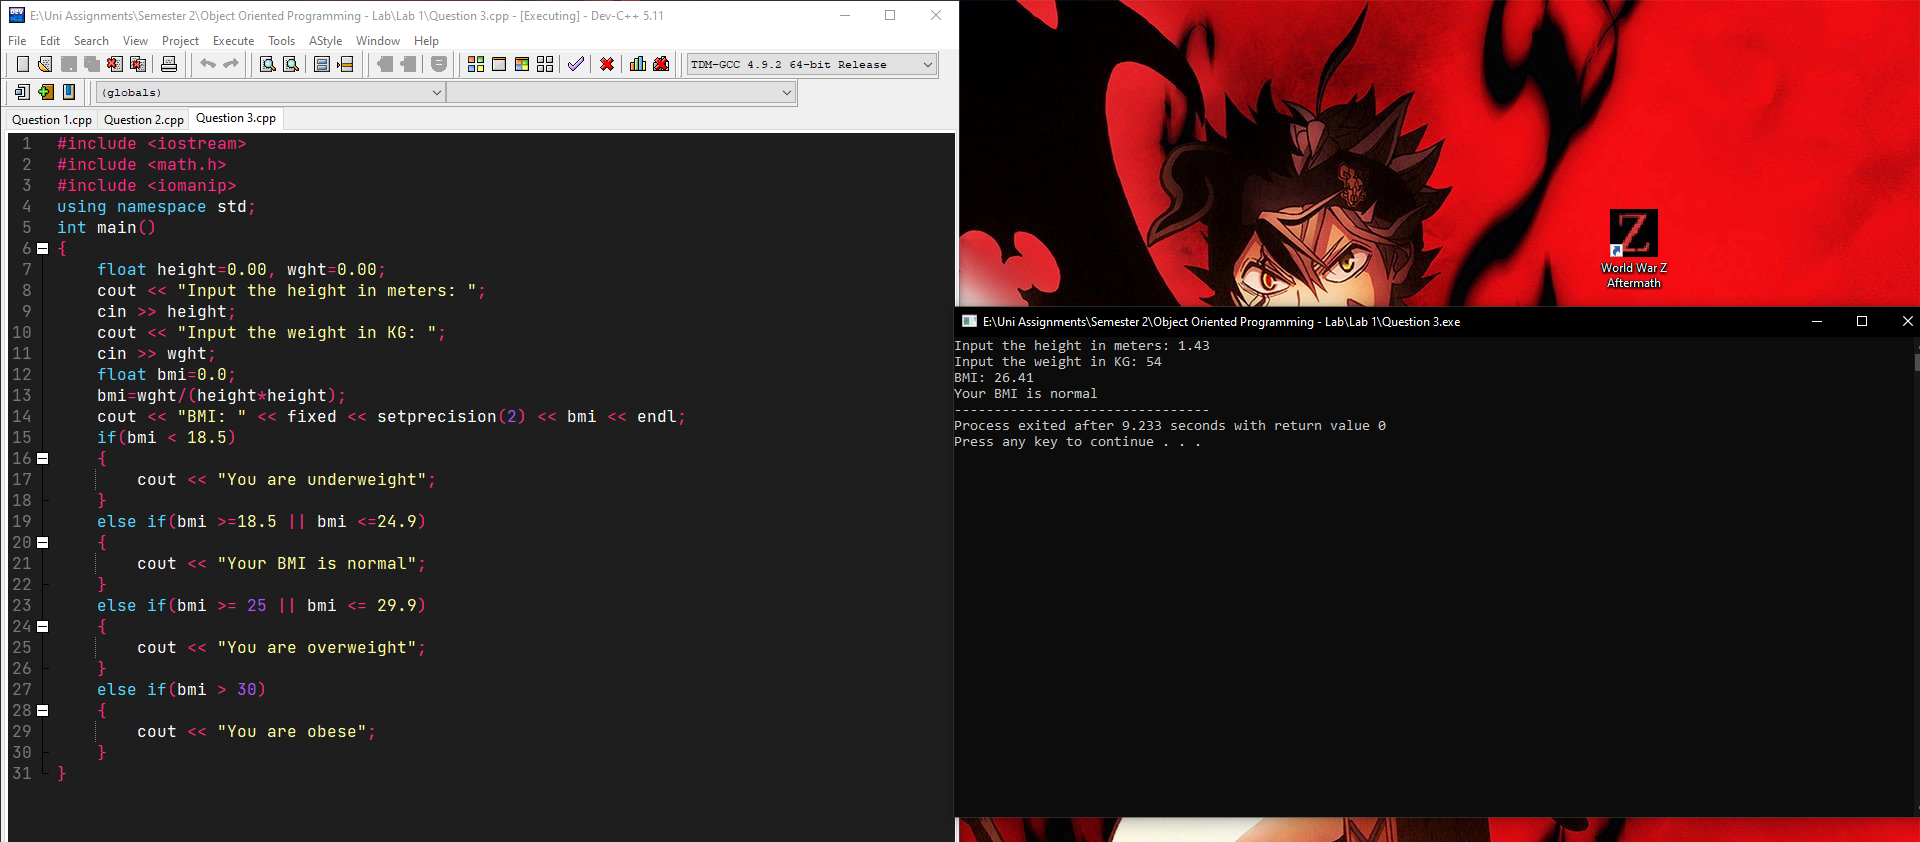 E:\Uni Assignments\Semester 2\Object Oriented Programming - Lab\Lab 1\Question 3.cpp - [Executing] - Dev-C++ 5.11
File Edit Search View Project Execute Tools AStyle Window Help
TDM-GCC 4.9.2 64-bit Release
(globals)
Question 1.cpp Question 2.cpp Question 3.cpp
1 #include <iostream>
2 #include <math.h>
3 #include <iomanip>
4 using namespace std;
5 int main()
6 {
7 float height=0.00, wght=0.00;
8 cout << "Input the height in meters: ";
9 cin >> height;
10 cout << "Input the weight in KG: ";
11 cin >> wght;
12 float bmi=0.0;
13 bmi=wght/(height*height);
14 cout << "BMI: " << fixed << setprecision(2) << bmi << endl;
15 if(bmi < 18.5)
16 {
17 cout << "You are underweight";
18 }
19 else if(bmi >=18.5 || bmi <=24.9)
20 {
21 cout << "Your BMI is normal";
22 }
23 else if(bmi >= 25 || bmi <= 29.9)
24 {
25 cout << "You are overweight";
26 }
27 else if(bmi > 30)
28 {
29 cout << "You are obese";
30 }
31 }
Z
World War Z
Aftermath
E:\Uni Assignments\Semester 2\Object Oriented Programming - Lab\Lab 1\Question 3.exe
Input the height in meters: 1.43
Input the weight in KG: 54
BMI: 26.41
Your BMI is normal
--------------------------------
Process exited after 9.233 seconds with return value 0
Press any key to continue . . .